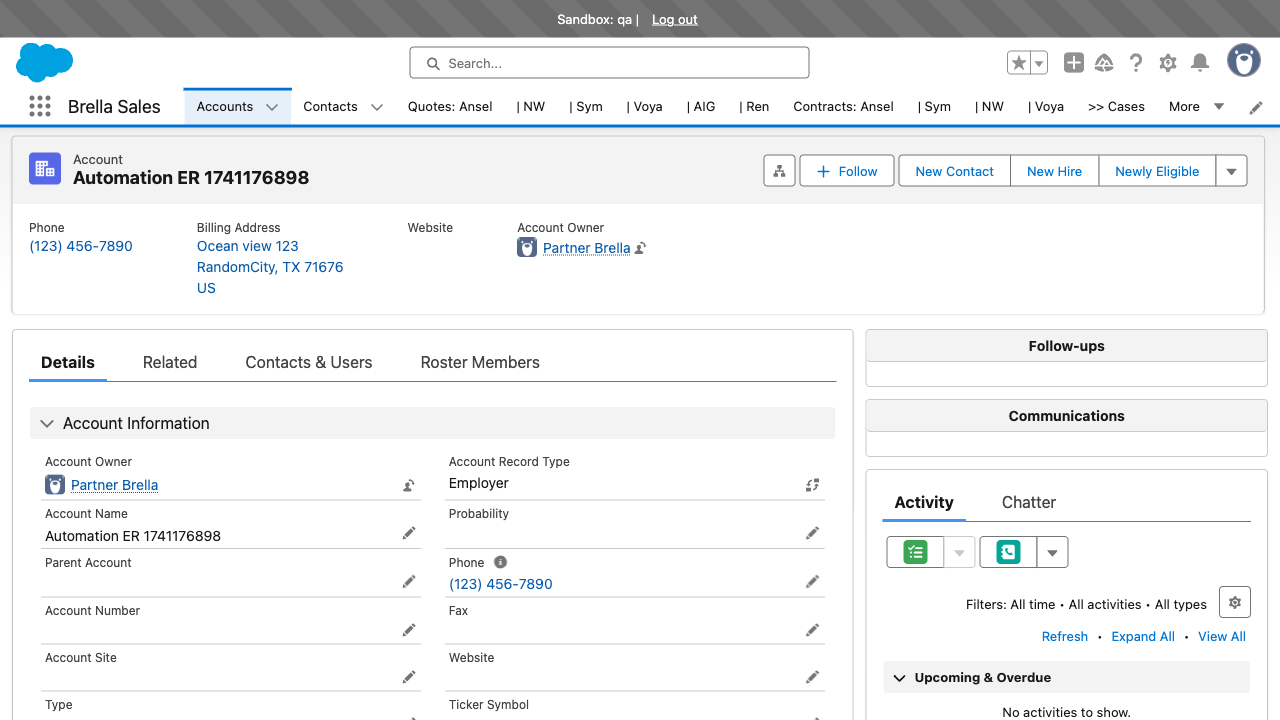 Sandbox: qa | Log out
Search...
Brella Sales Accounts Contacts Quotes: Ansel | NW | Sym | Voya | AIG | Ren Contracts: Ansel | Sym | NW | Voya >> Cases More
Account
Automation ER 1741176898
Follow New Contact New Hire Newly Eligible
Phone Billing Address Website Account Owner
(123) 456-7890 Ocean view 123 Partner Brella
RandomCity, TX 71676
US
Details Related Contacts & Users Roster Members
Account Information
Account Owner Account Record Type
Partner Brella Employer
Account Name Probability
Automation ER 1741176898
Parent Account Phone
(123) 456-7890
Account Number Fax
Account Site Website
Type Ticker Symbol
Follow-ups
Communications
Activity Chatter
Filters: All time • All activities • All types
Refresh • Expand All • View All
Upcoming & Overdue
No activities to show.